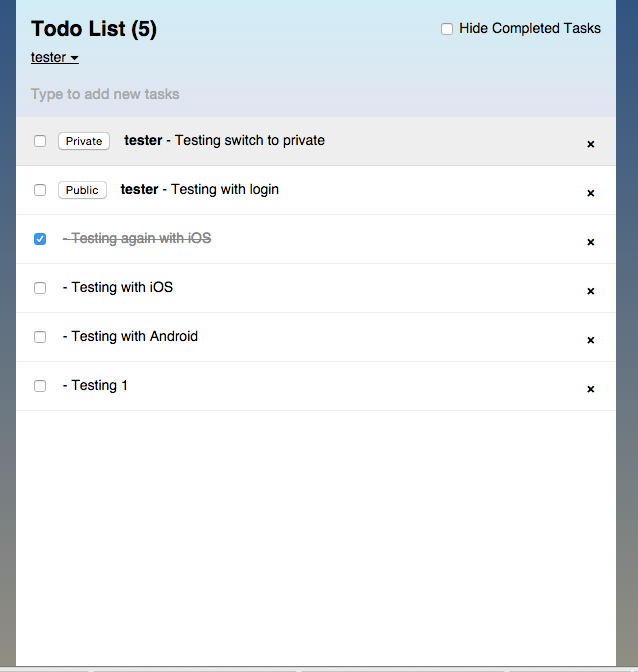 Todo List (5)
Hide Completed Tasks
tester
Type to add new tasks
Private tester - Testing switch to private
Public tester - Testing with login
- Testing again with iOS
- Testing with iOS
- Testing with Android
- Testing 1